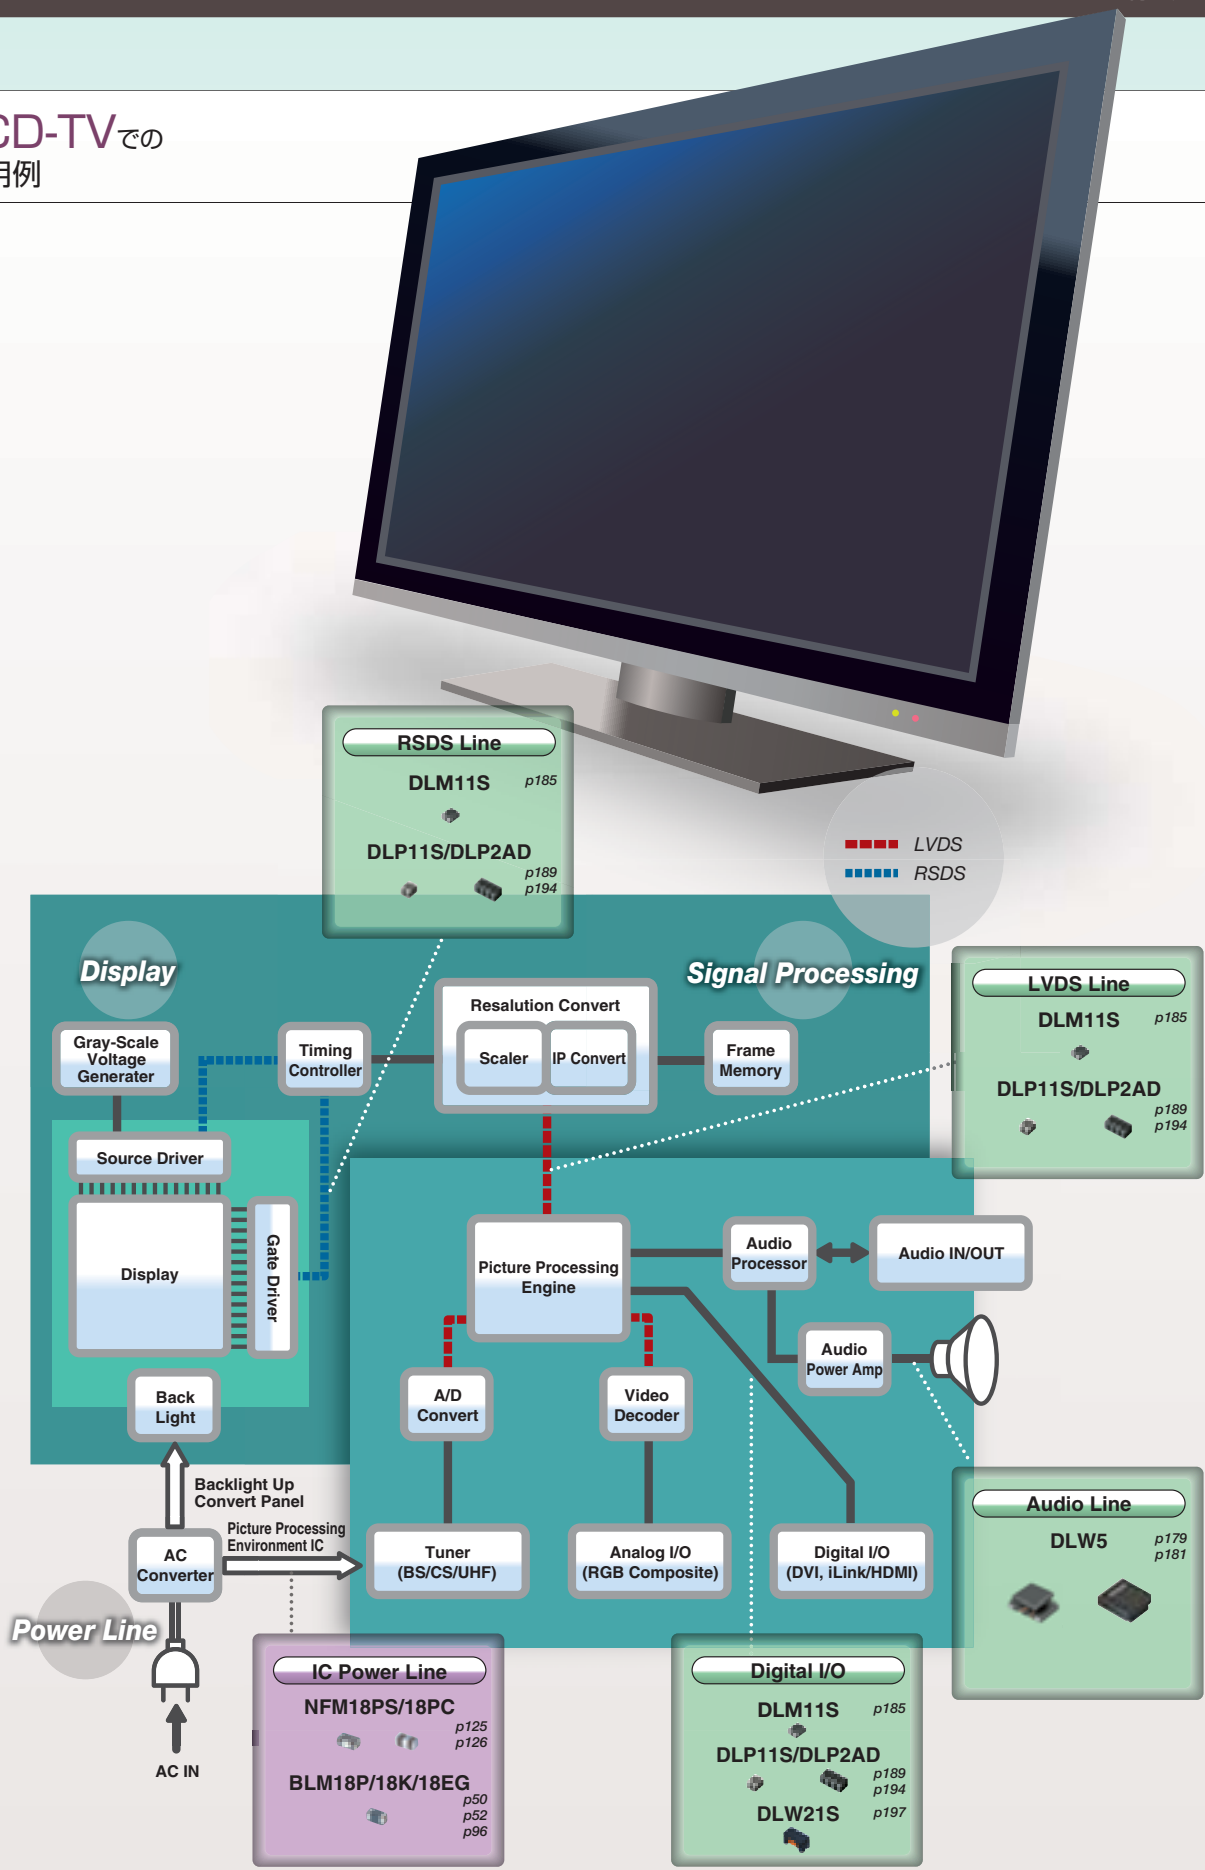 CD-TVでの
用例
RSDS Line
DLM11S p185
DLP11S/DLP2AD
p189
p194
LVDS
RSDS
Display
Signal Processing
LVDS Line
DLM11S p185
DLP11S/DLP2AD
p189
p194
Gray-Scale
Voltage
Generater
Timing
Controller
Resalution Convert
Scaler
IP Convert
Frame
Memory
Source Driver
Display
Gate Driver
Back
Light
Picture Processing
Engine
Audio
Processor
Audio IN/OUT
Audio
Power Amp
A/D
Convert
Video
Decoder
Backlight Up
Convert Panel
Picture Processing
Environment IC
AC
Converter
Tuner
(BS/CS/UHF)
Analog I/O
(RGB Composite)
Digital I/O
(DVI, iLink/HDMI)
Audio Line
DLW5 p179
p181
Power Line
AC IN
IC Power Line
NFM18PS/18PC
p125
p126
BLM18P/18K/18EG
p50
p52
p96
Digital I/O
DLM11S p185
DLP11S/DLP2AD
p189
p194
DLW21S p197